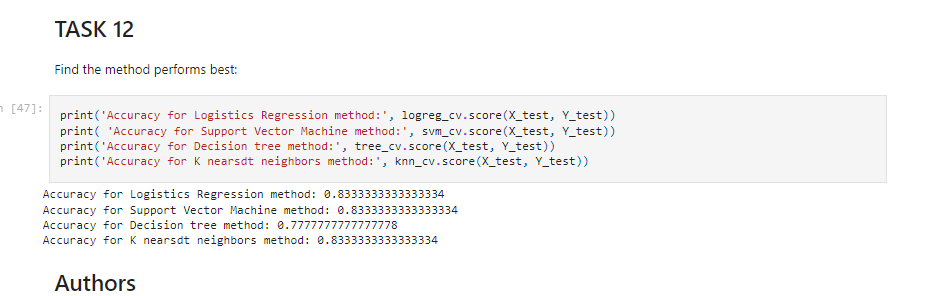 TASK 12
Find the method performs best:
n [47]:
print('Accuracy for Logistics Regression method:', logreg_cv.score(X_test, Y_test))
print( 'Accuracy for Support Vector Machine method:', svm_cv.score(X_test, Y_test))
print('Accuracy for Decision tree method:', tree_cv.score(X_test, Y_test))
print('Accuracy for K nearsdt neighbors method:', knn_cv.score(X_test, Y_test))
Accuracy for Logistics Regression method: 0.8333333333333334
Accuracy for Support Vector Machine method: 0.8333333333333334
Accuracy for Decision tree method: 0.7777777777777778
Accuracy for K nearsdt neighbors method: 0.8333333333333334
Authors